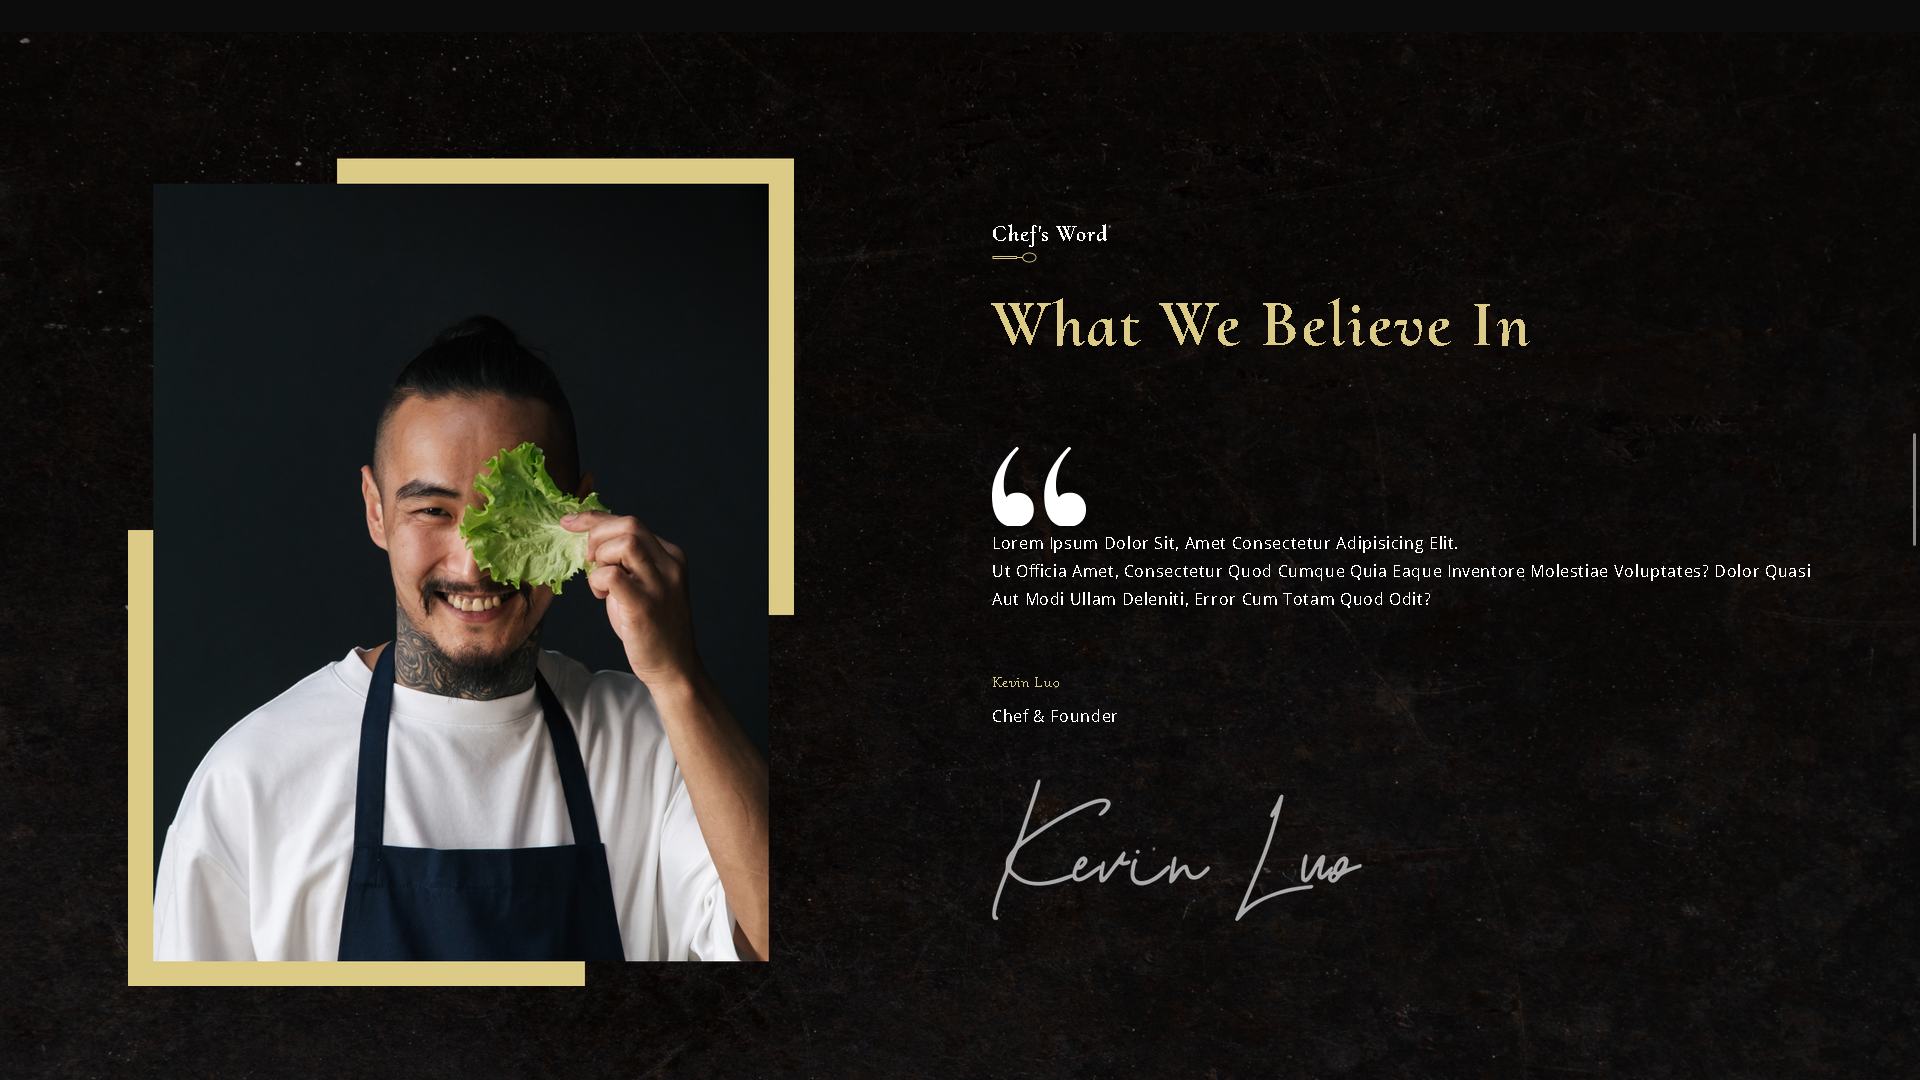 Chef's Word
What We Believe In
“
Lorem Ipsum Dolor Sit, Amet Consectetur Adipisicing Elit.
Ut Officia Amet, Consectetur Quod Cumque Quia Eaque Inventore Molestiae Voluptates? Dolor Quasi
Aut Modi Ullam Deleniti, Error Cum Totam Quod Odit?
Kevin Luo
Chef & Founder
Kevin Luo